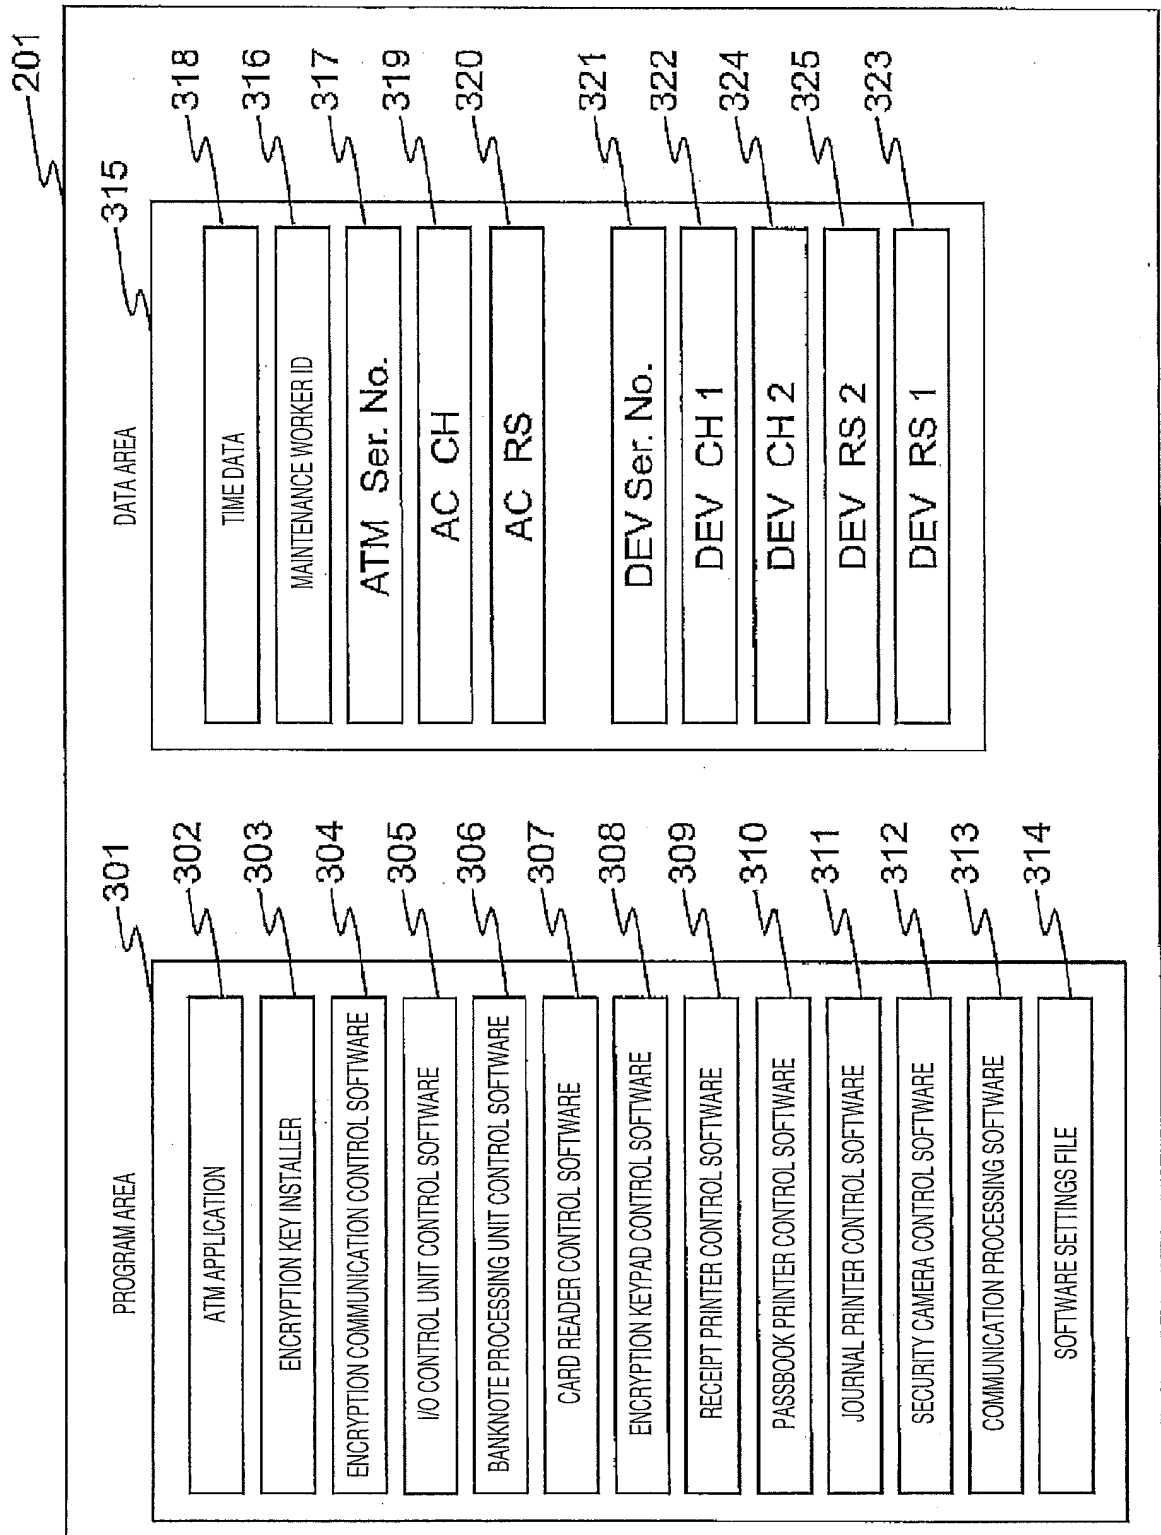 201
PROGRAM AREA
301
ATM APPLICATION
302
ENCRYPTION KEY INSTALLER
303
ENCRYPTION COMMUNICATION CONTROL SOFTWARE
304
I/O CONTROL UNIT CONTROL SOFTWARE
305
BANKNOTE PROCESSING UNIT CONTROL SOFTWARE
306
CARD READER CONTROL SOFTWARE
307
ENCRYPTION KEYPAD CONTROL SOFTWARE
308
RECEIPT PRINTER CONTROL SOFTWARE
309
PASSBOOK PRINTER CONTROL SOFTWARE
310
JOURNAL PRINTER CONTROL SOFTWARE
311
SECURITY CAMERA CONTROL SOFTWARE
312
COMMUNICATION PROCESSING SOFTWARE
313
SOFTWARE SETTINGS FILE
314
DATA AREA
315
TIME DATA
318
MAINTENANCE WORKER ID
316
ATM Ser. No.
317
AC CH
319
AC RS
320
DEV Ser. No.
321
DEV CH 1
322
DEV CH 2
324
DEV RS 2
325
DEV RS 1
323